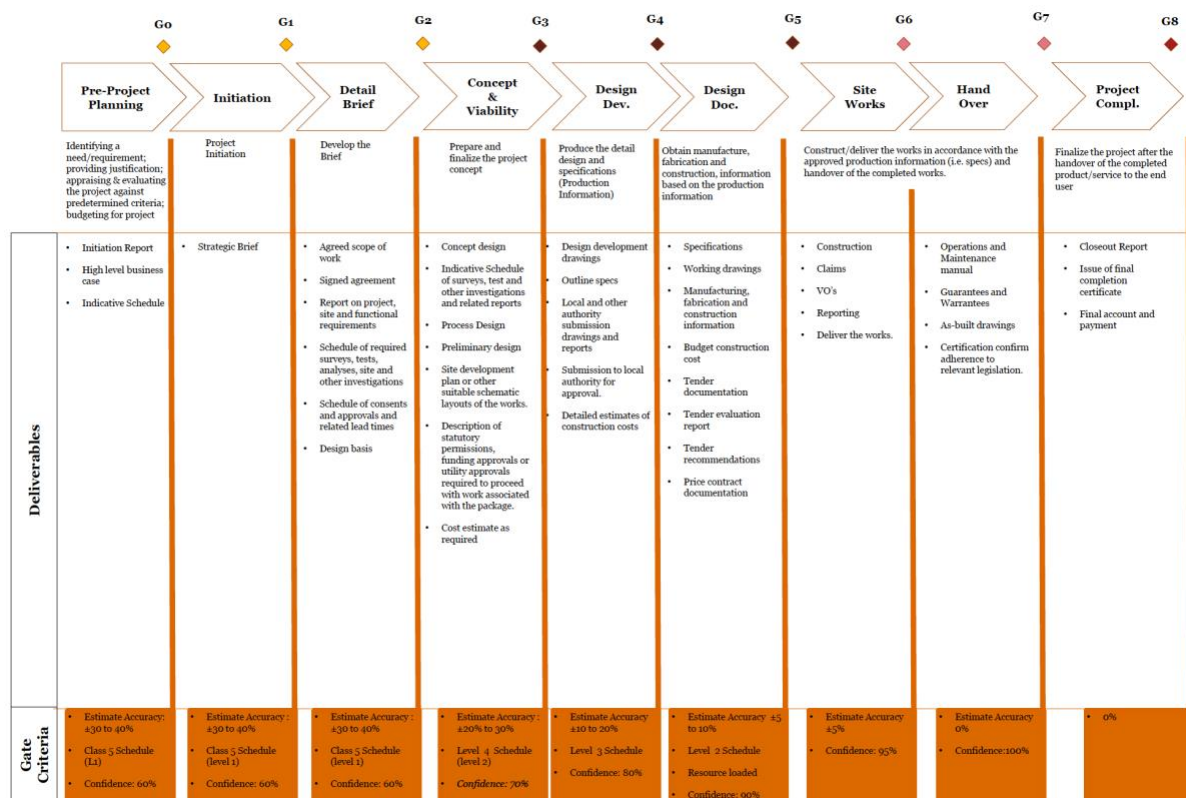 G0
G1
G2
G3
G4
G5
G6
G7
G8
Pre-Project
Planning
Initiation
Detail
Brief
Concept
&
Viability
Design
Dev.
Design
Doc.
Site
Works
Hand
Over
Project
Compl.
Identifying a
need/requirement;
providing justification;
appraising & evaluating
the project against
predetermined criteria;
budgeting for project
Project
Initiation
Develop the
Brief
Prepare and
finalize the project
concept
Produce the detail
design and
specifications
(Production
Information)
Obtain manufacture,
fabrication and
construction, information
based on the production
information
Construct/deliver the works in accordance with the
approved production information (i.e. specs) and
handover of the completed works.
Finalize the project after the
handover of the completed
product/service to the end
user
Deliverables
• Initiation Report
• High level business
case
• Indicative Schedule
• Strategic Brief
• Agreed scope of
work
• Signed agreement
• Report on project,
site and functional
requirements
• Schedule of required
surveys, tests,
analyses, site and
other investigations
• Schedule of consents
and approvals and
related lead times
• Design basis
• Concept design
• Indicative Schedule
of surveys, test and
other investigations
and related reports
• Process Design
• Preliminary design
• Site development
plan or other
suitable schematic
layouts of the works.
• Description of
statutory
permissions,
funding approvals or
utility approvals
required to proceed
with work associated
with the package.
• Cost estimate as
required
• Design development
drawings
• Outline specs
• Local and other
authority
submission
drawings and
reports
• Submission to local
authority for
approval.
• Detailed estimates of
construction costs
• Specifications
• Working drawings
• Manufacturing,
fabrication and
construction
information
• Budget construction
cost
• Tender
documentation
• Tender evaluation
report
• Tender
recommendations
• Price contract
documentation
• Construction
• Claims
• VO's
• Reporting
• Deliver the works.
• Operations and
Maintenance
manual
• Guarantees and
Warrantees
• As-built drawings
• Certification confirm
adherence to
relevant legislation.
• Closeout Report
• Issue of final
completion
certificate
• Final account and
payment
Gate
Criteria
• Estimate Accuracy:
±30 to 40%
• Class 5 Schedule
(L1)
• Confidence: 60%
• Estimate Accuracy :
±30 to 40%
• Class 5 Schedule
(level 1)
• Confidence: 60%
• Estimate Accuracy :
±30 to 40%
• Class 5 Schedule
(level 1)
• Confidence: 60%
• Estimate Accuracy :
±20% to 30%
• Level 4 Schedule
(level 2)
• Confidence: 70%
• Estimate Accuracy
±10 to 20%
• Level 3 Schedule
• Confidence: 80%
• Estimate Accuracy ±5
to 10%
• Level 2 Schedule
• Resource loaded
• Confidence: 90%
• Estimate Accuracy
±5%
• Confidence: 95%
• Estimate Accuracy
0%
• Confidence:100%
• 0%